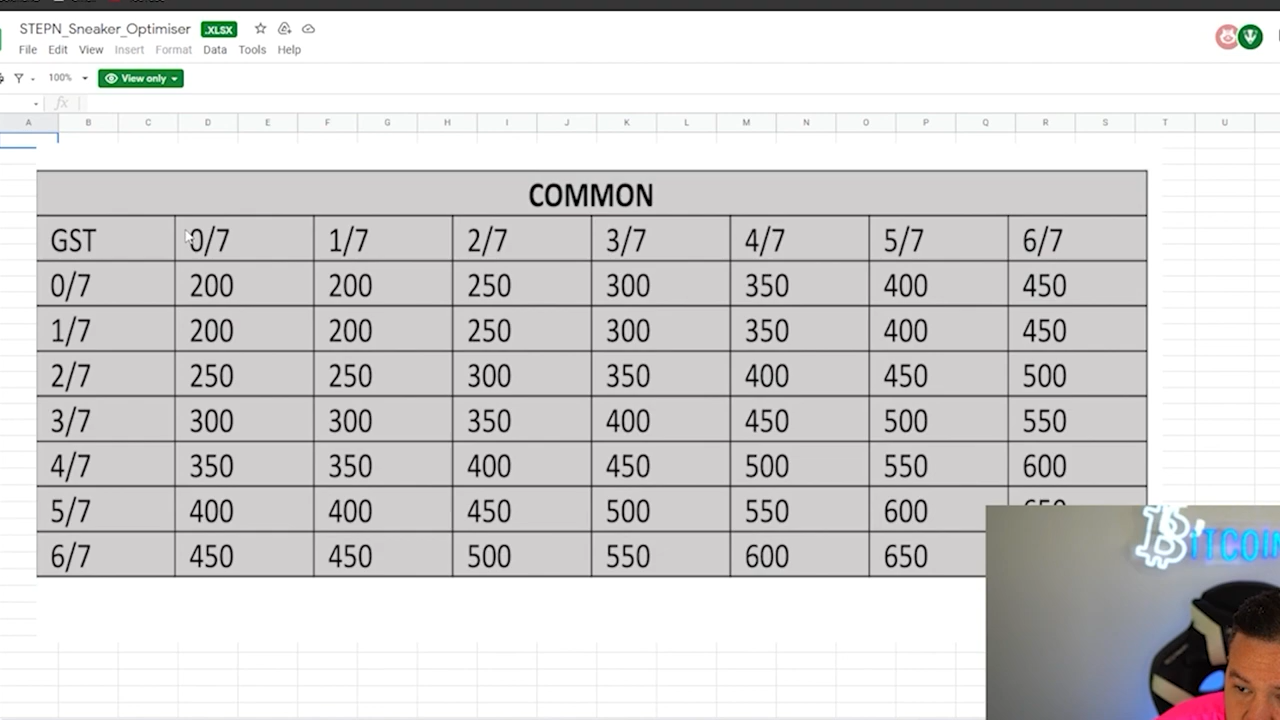 STEPN_Sneaker_Optimiser .XLSX
File Edit View Insert Format Data Tools Help
100% View only
fx
A B C D E F G H I J K L M N O P Q R S T U
COMMON
GST 0/7 1/7 2/7 3/7 4/7 5/7 6/7
0/7 200 200 250 300 350 400 450
1/7 200 200 250 300 350 400 450
2/7 250 250 300 350 400 450 500
3/7 300 300 350 400 450 500 550
4/7 350 350 400 450 500 550 600
5/7 400 400 450 500 550 600
6/7 450 450 500 550 600 650
BITCOIN